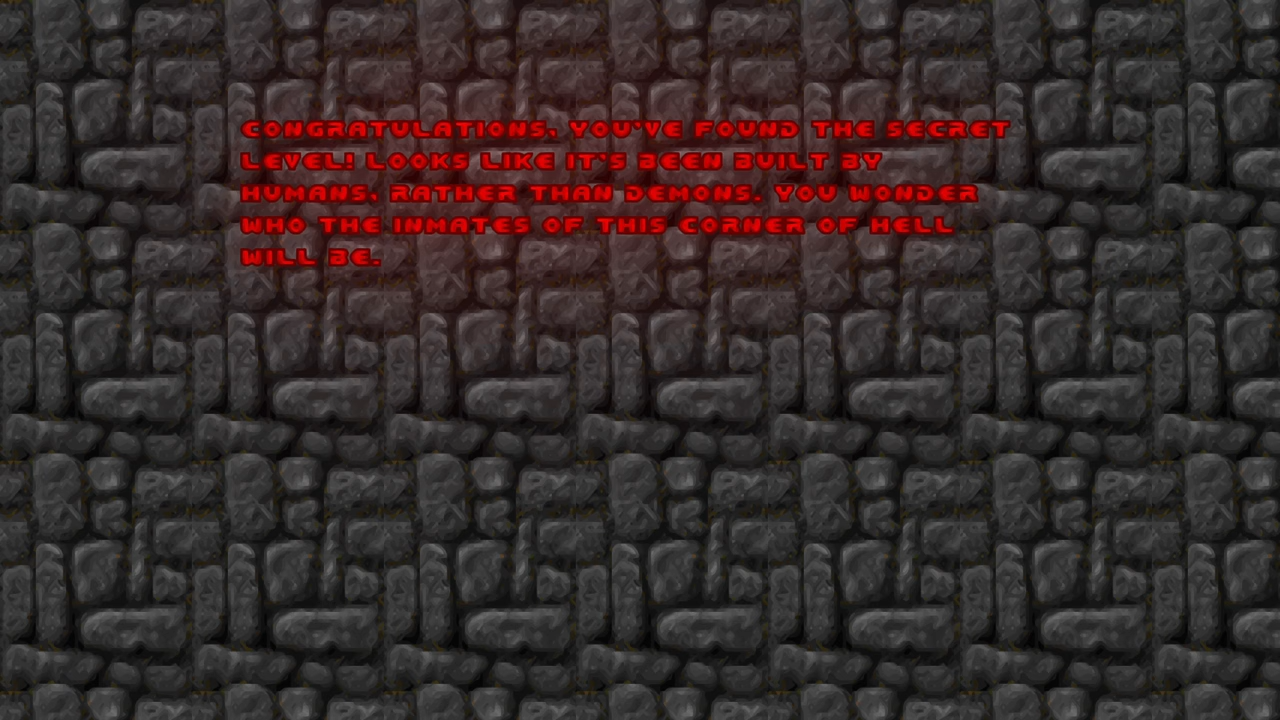 CONGRATULATIONS, YOU'VE FOUND THE SECRET
LEVEL! LOOKS LIKE IT'S BEEN BUILT BY
HUMANS, RATHER THAN DEMONS. YOU WONDER
WHO THE INMATES OF THIS CORNER OF HELL
WILL BE.